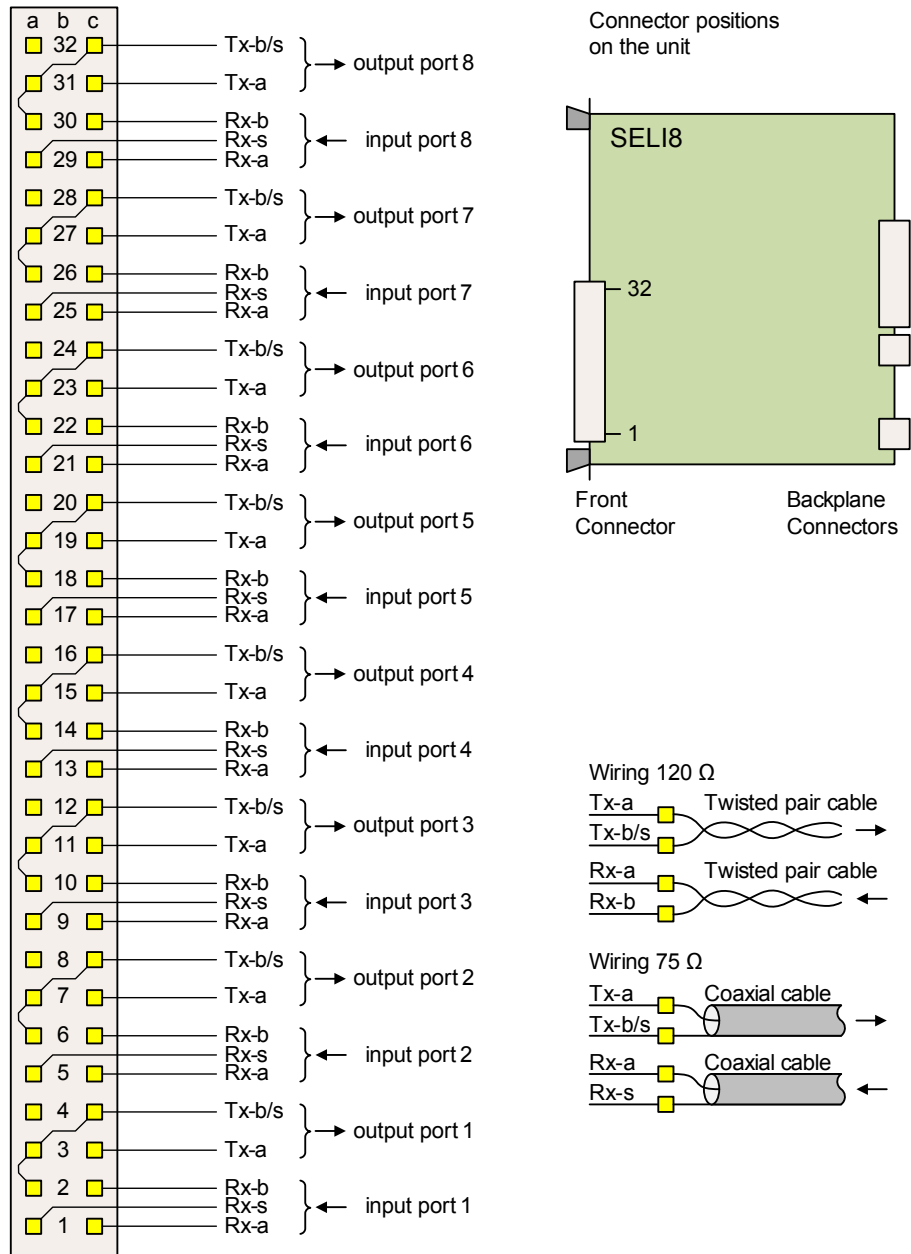 a b c
32 Tx-b/s
output port 8
31 Tx-a
30 Rx-b
Rx-s input port 8
29 Rx-a
28 Tx-b/s
output port 7
27 Tx-a
26 Rx-b
Rx-s input port 7
25 Rx-a
24 Tx-b/s
output port 6
23 Tx-a
22 Rx-b
Rx-s input port 6
21 Rx-a
20 Tx-b/s
output port 5
19 Tx-a
18 Rx-b
Rx-s input port 5
17 Rx-a
16 Tx-b/s
output port 4
15 Tx-a
14 Rx-b
Rx-s input port 4
13 Rx-a
12 Tx-b/s
output port 3
11 Tx-a
10 Rx-b
Rx-s input port 3
9 Rx-a
8 Tx-b/s
output port 2
7 Tx-a
6 Rx-b
Rx-s input port 2
5 Rx-a
4 Tx-b/s
output port 1
3 Tx-a
2 Rx-b
Rx-s input port 1
1 Rx-a
Connector positions
on the unit
SELI8
32
1
Front
Connector
Backplane
Connectors
Wiring 120 Ω
Tx-a Twisted pair cable
Tx-b/s
Rx-a Twisted pair cable
Rx-b
Wiring 75 Ω
Tx-a Coaxial cable
Tx-b/s
Rx-a Coaxial cable
Rx-s